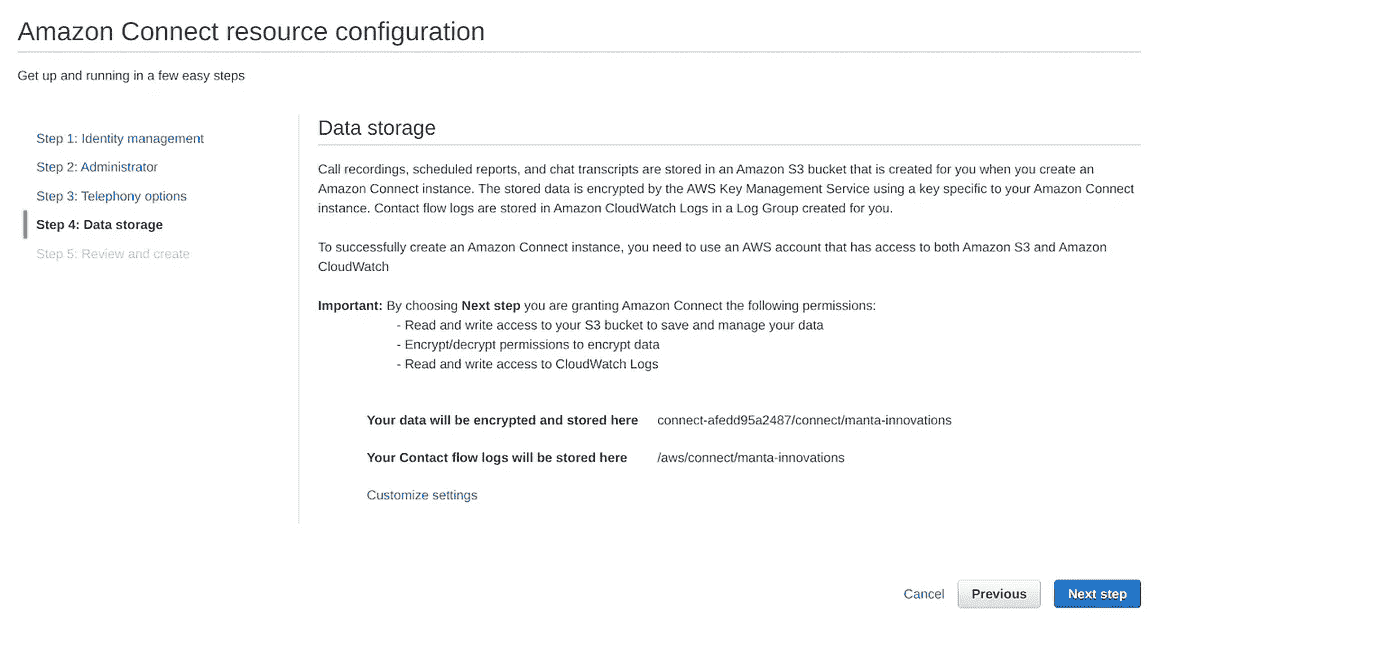 Amazon Connect resource configuration
Get up and running in a few easy steps
Step 1: Identity management
Step 2: Administrator
Step 3: Telephony options
Step 4: Data storage
Step 5: Review and create
Data storage
Call recordings, scheduled reports, and chat transcripts are stored in an Amazon S3 bucket that is created for you when you create an
Amazon Connect instance. The stored data is encrypted by the AWS Key Management Service using a key specific to your Amazon Connect
instance. Contact flow logs are stored in Amazon CloudWatch Logs in a Log Group created for you.
To successfully create an Amazon Connect instance, you need to use an AWS account that has access to both Amazon S3 and Amazon
CloudWatch
Important: By choosing Next step you are granting Amazon Connect the following permissions:
- Read and write access to your S3 bucket to save and manage your data
- Encrypt/decrypt permissions to encrypt data
- Read and write access to CloudWatch Logs
Your data will be encrypted and stored here connect-afedd95a2487/connect/manta-innovations
Your Contact flow logs will be stored here /aws/connect/manta-innovations
Customize settings
Cancel Previous Next step